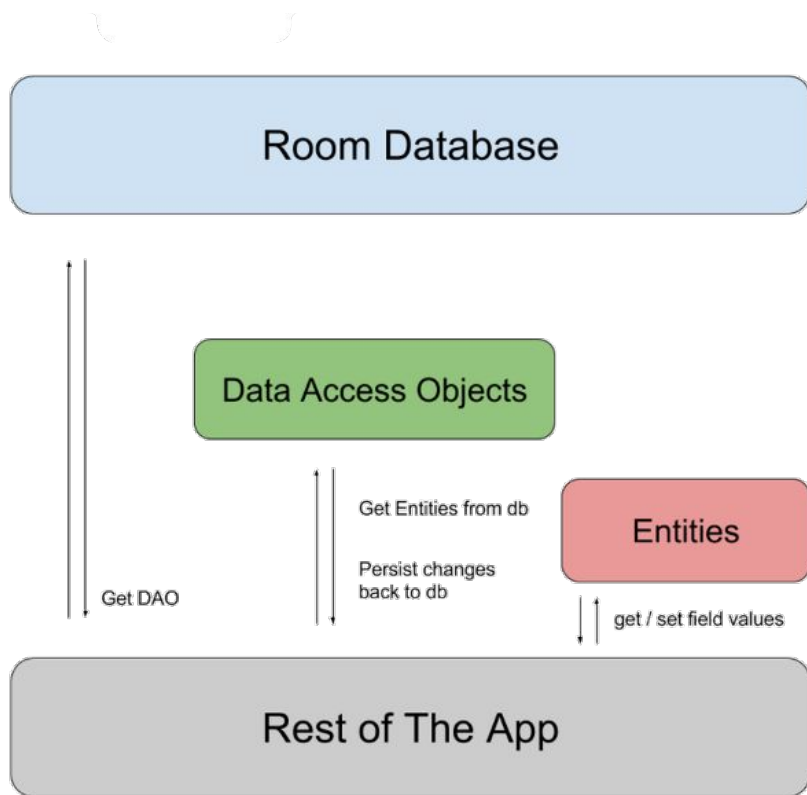 Room Database
Data Access Objects
Get Entities from db
Entities
Persist changes
back to db
Get DAO
get / set field values
Rest of The App